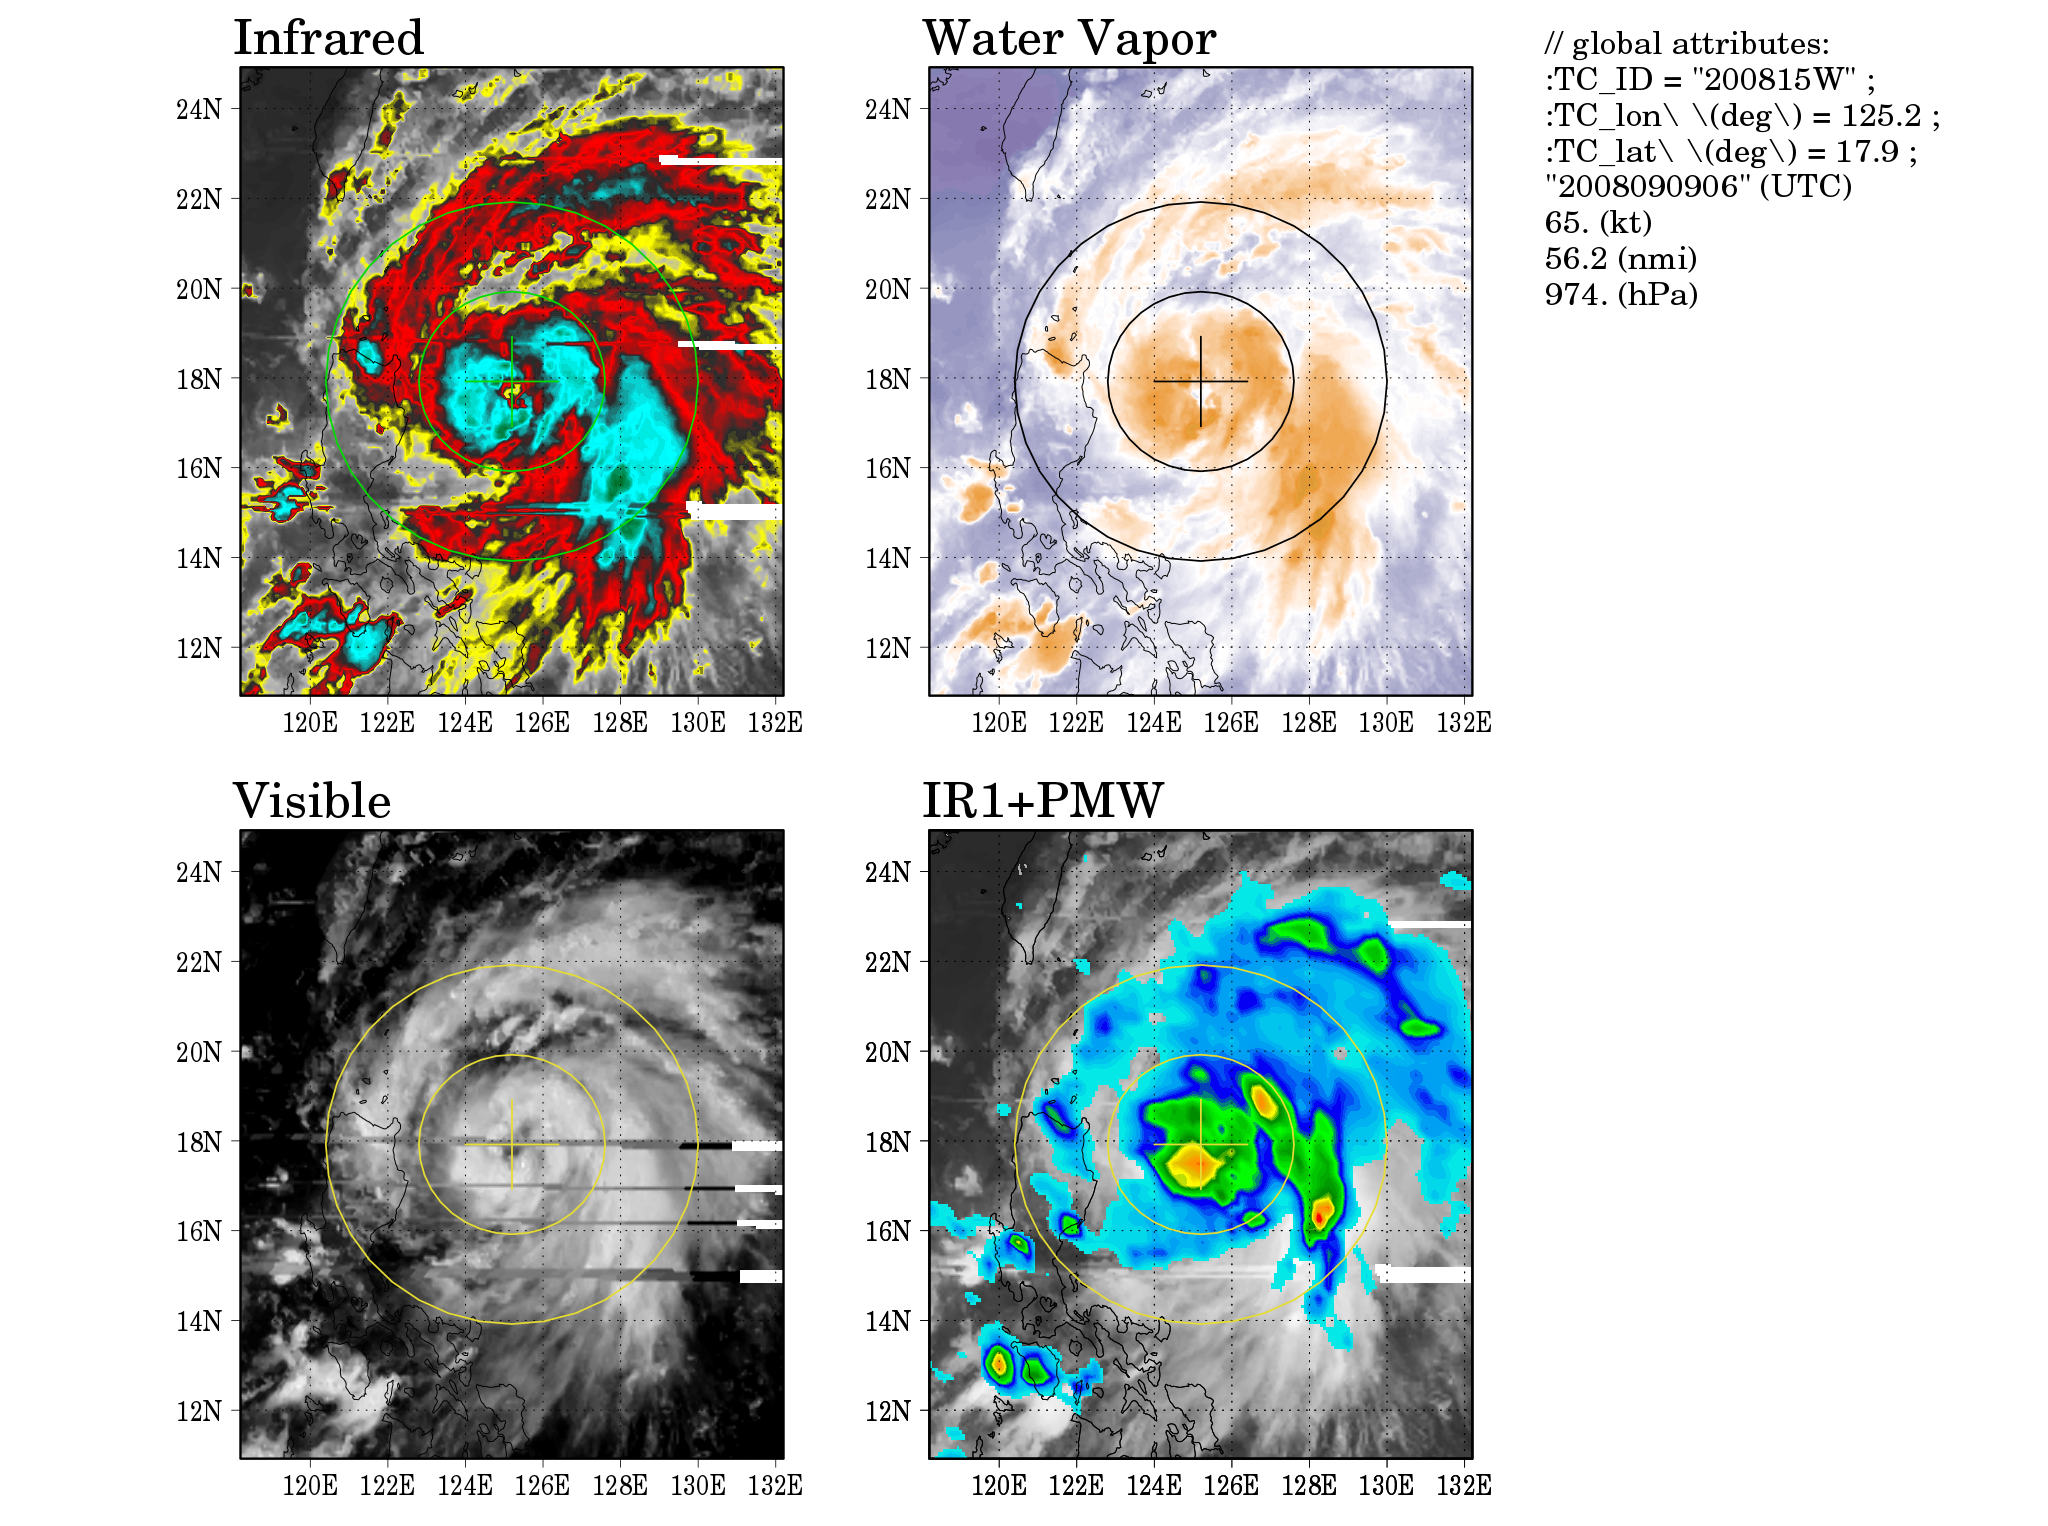 Infrared
Water Vapor
// global attributes:
:TC_ID = "200815W" ;
:TC_lon\ \(deg\) = 125.2 ;
:TC_lat\ \(deg\) = 17.9 ;
"2008090906" (UTC)
65. (kt)
56.2 (nmi)
974. (hPa)
24N
22N
20N
18N
16N
14N
12N
120E 122E 124E 126E 128E 130E 132E
24N
22N
20N
18N
16N
14N
12N
120E 122E 124E 126E 128E 130E 132E
Visible
IR1+PMW
24N
22N
20N
18N
16N
14N
12N
120E 122E 124E 126E 128E 130E 132E
24N
22N
20N
18N
16N
14N
12N
120E 122E 124E 126E 128E 130E 132E